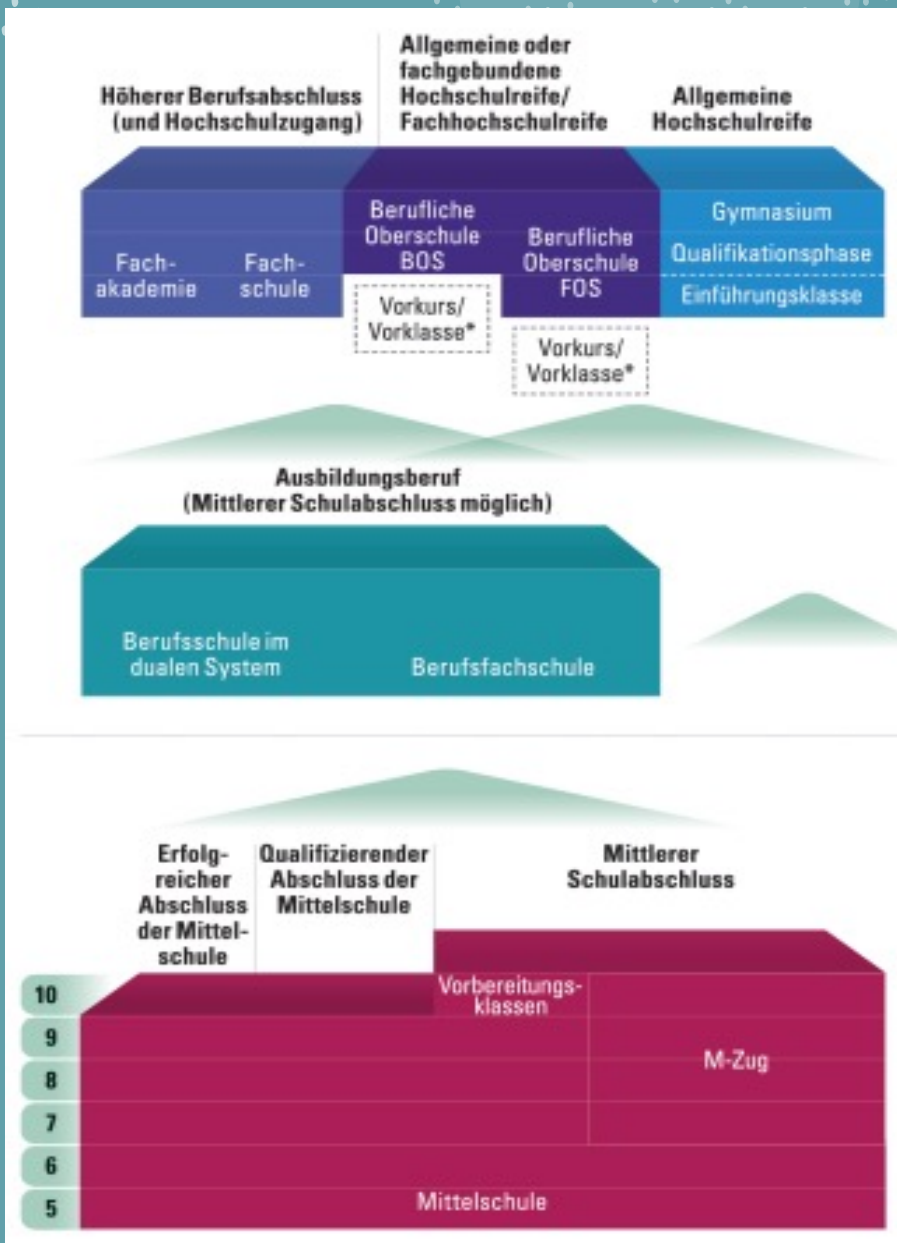 Höherer Berufsabschluss
(und Hochschulzugang)
Allgemeine oder
fachgebundene
Hochschulreife/
Fachhochschulreife
Allgemeine
Hochschulreife
Fach-
akademie
Fach-
schule
Berufliche
Oberschule
BOS
Vorkurs/
Vorklasse*
Berufliche
Oberschule
FOS
Vorkurs/
Vorklasse*
Gymnasium
Qualifikationsphase
Einführungsklasse
Ausbildungsberuf
(Mittlerer Schulabschluss möglich)
Berufsschule im
dualen System
Berufsfachschule
Erfolg-
reicher
Abschluss
der Mittel-
schule
Qualifizierender
Abschluss der
Mittelschule
Mittlerer
Schulabschluss
10
9
8
7
6
5
Vorbereitungs-
klassen
M-Zug
Mittelschule